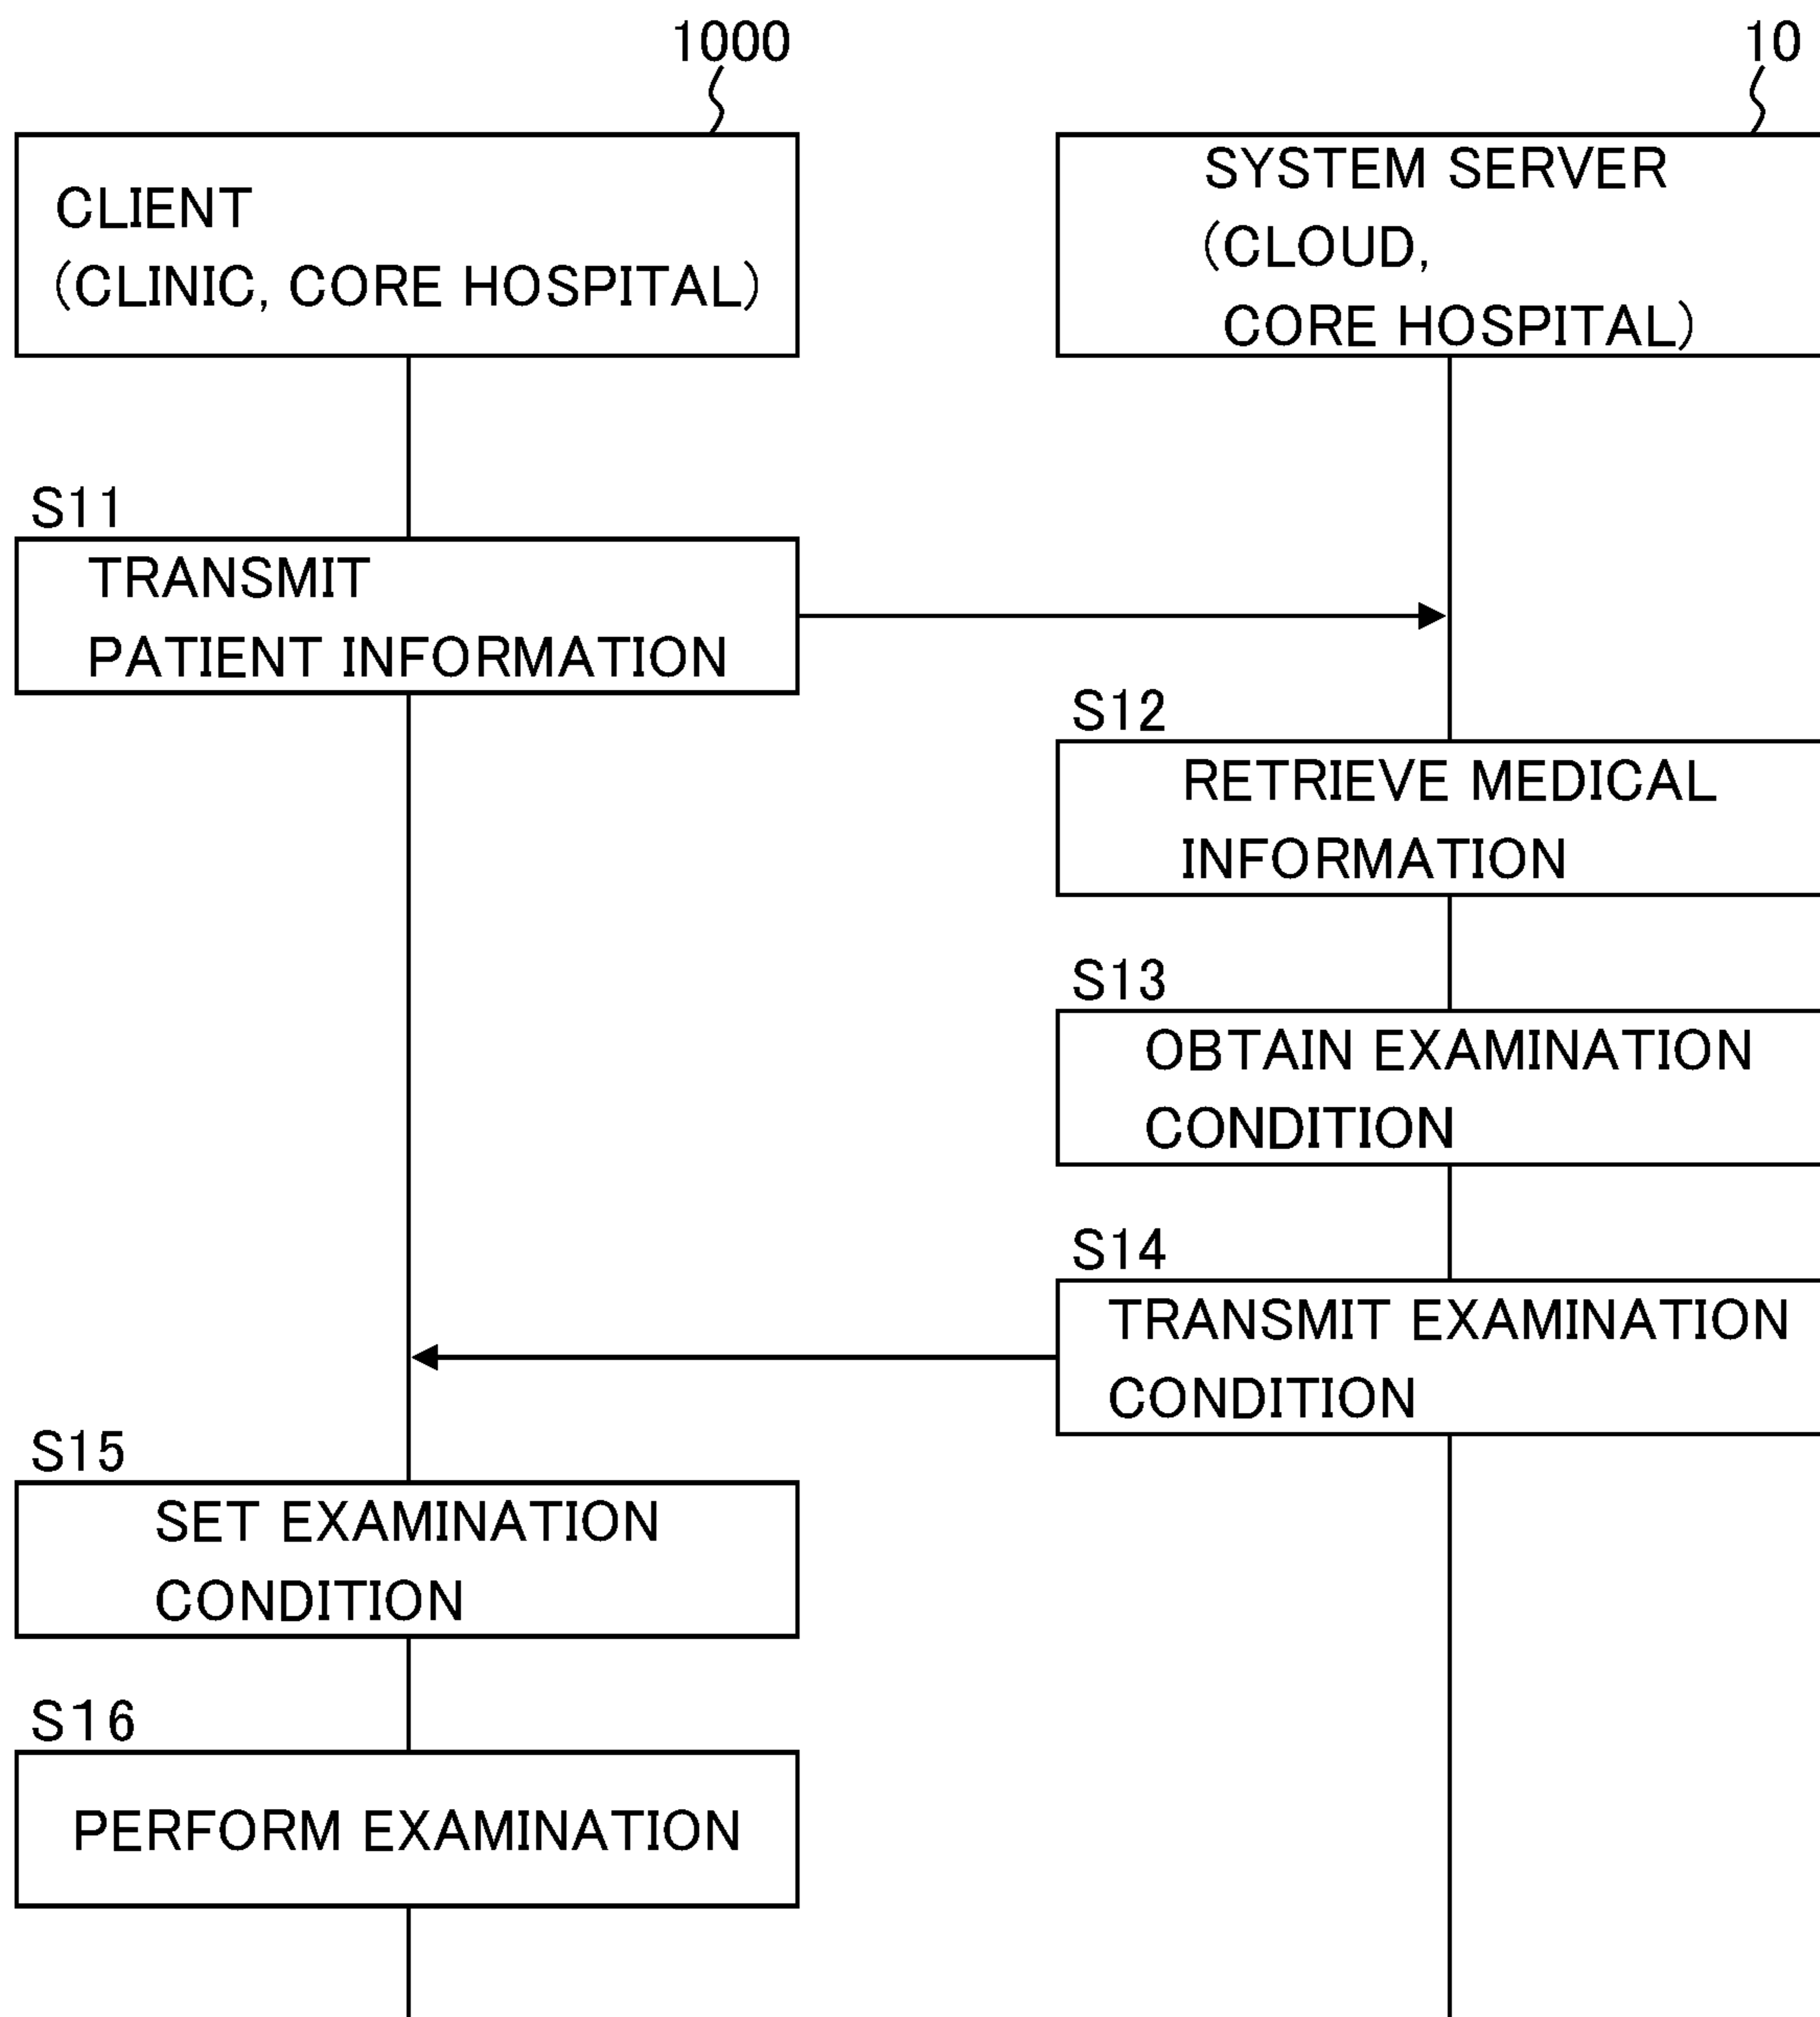 1000
10
CLIENT
(CLINIC, CORE HOSPITAL)
SYSTEM SERVER
(CLOUD,
CORE HOSPITAL)
S11
TRANSMIT
PATIENT INFORMATION
S12
RETRIEVE MEDICAL
INFORMATION
S13
OBTAIN EXAMINATION
CONDITION
S14
TRANSMIT EXAMINATION
CONDITION
S15
SET EXAMINATION
CONDITION
S16
PERFORM EXAMINATION